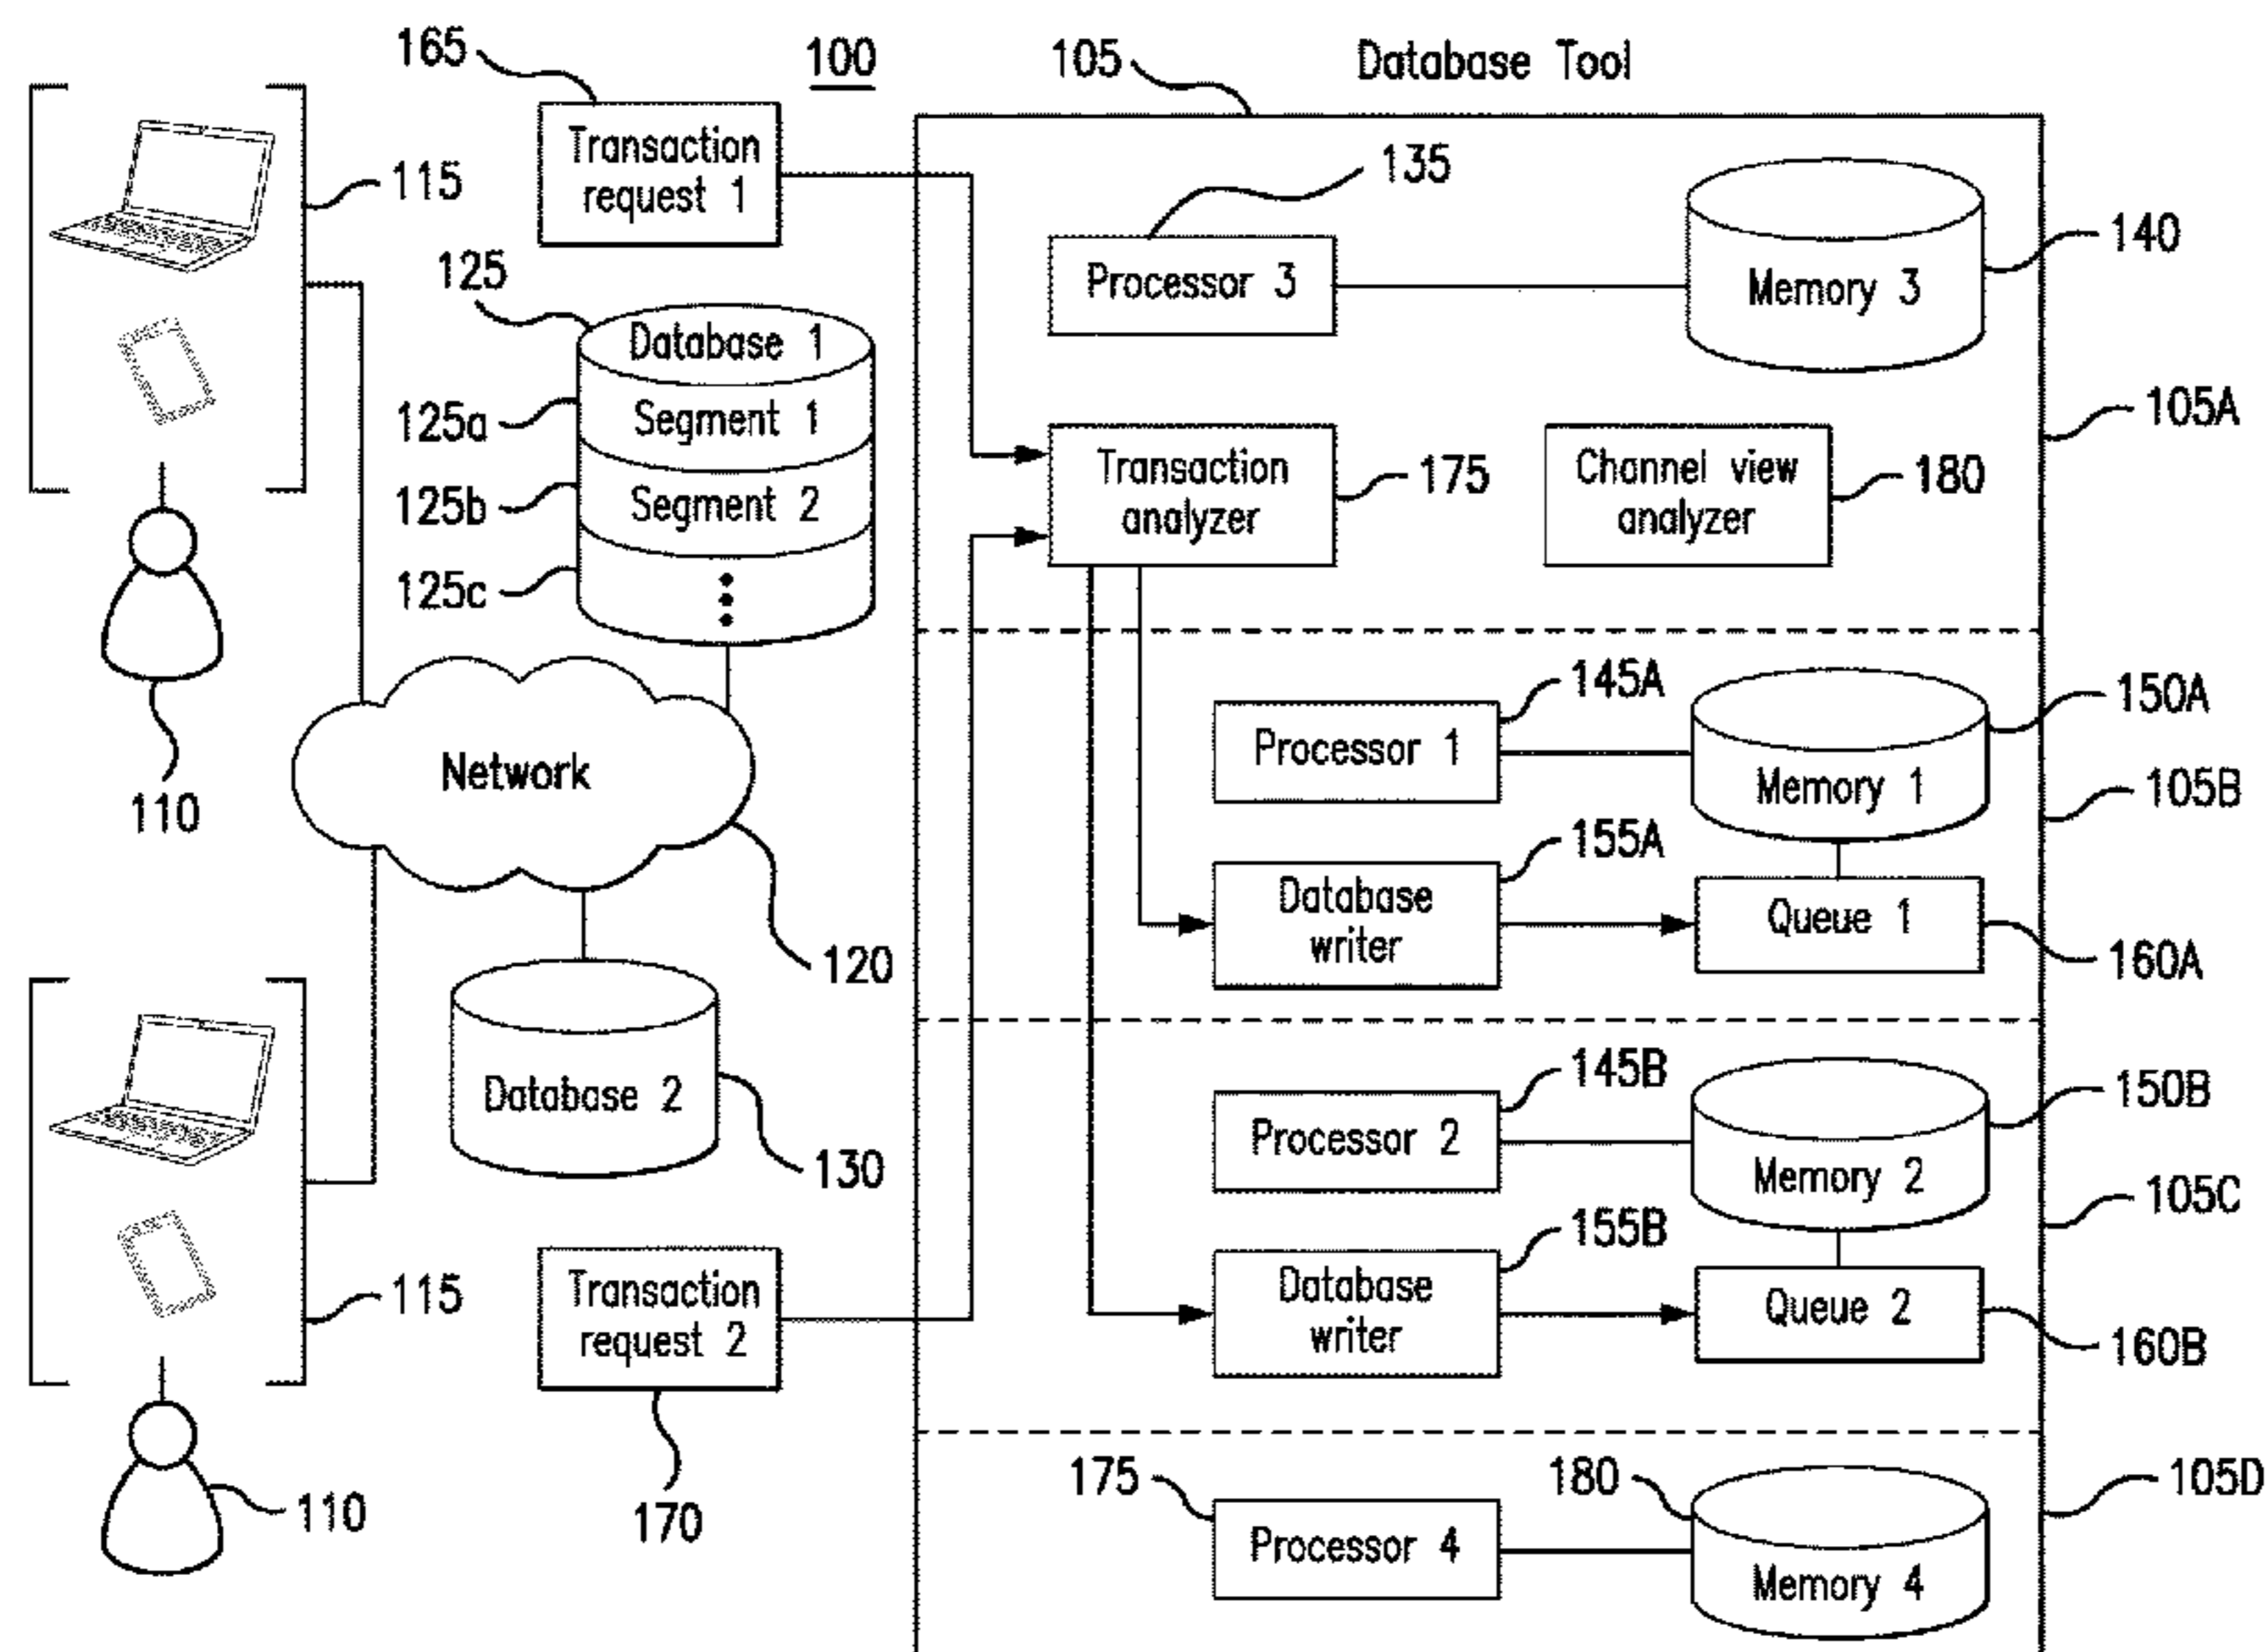 165
100
105
Database Tool
Transaction
request 1
115
135
Processor 3
Memory 3
140
125
Database 1
125a
Segment 1
125b
Segment 2
125c
105A
Transaction
analyzer
175
Channel view
analyzer
180
110
Network
120
145A
Processor 1
Memory 1
150A
105B
155A
Database
writer
Queue 1
160A
Database 2
130
145B
Processor 2
Memory 2
150B
105C
155B
Database
writer
Queue 2
160B
115
Transaction
request 2
170
110
175
Processor 4
180
Memory 4
105D